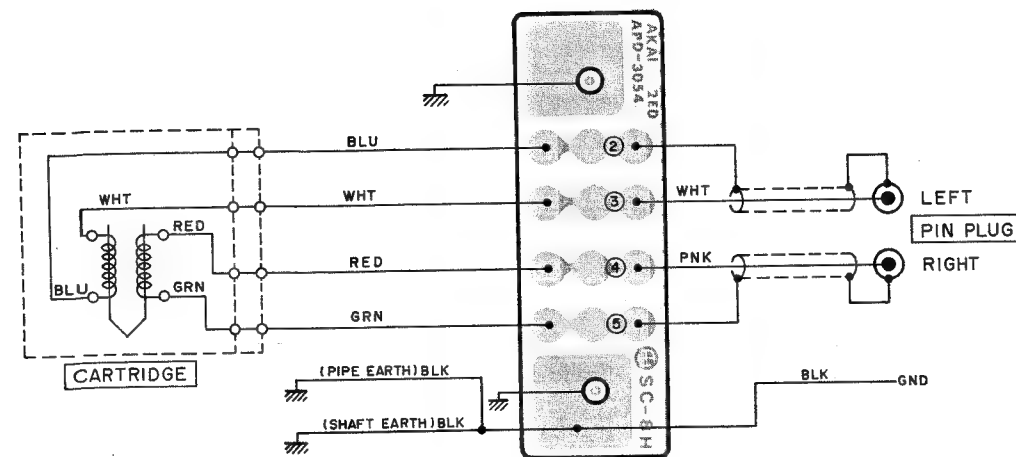 AKAI 2ED
APD-3054
BLU
②
WHT
WHT
③
WHT
LEFT
PIN PLUG
RED
RED
④
PNK
RIGHT
BLU
GRN
GRN
⑤
CARTRIDGE
(PIPE EARTH) BLK
SC-8H
BLK
GND
(SHAFT EARTH) BLK